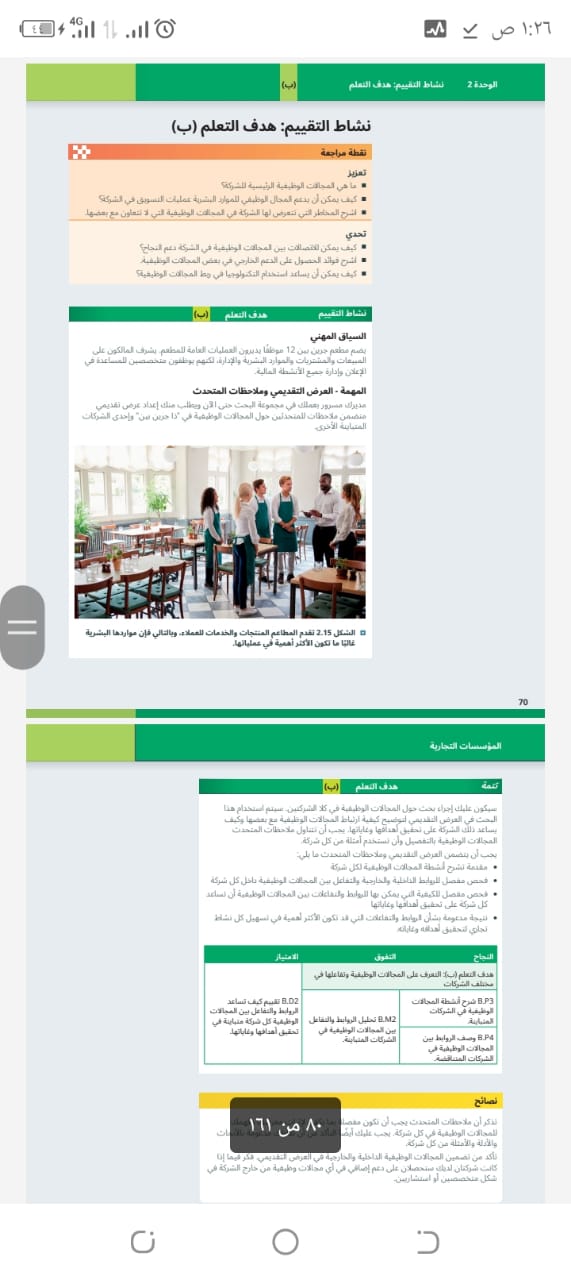 ١:٢٦ ص
4G
الوحدة 2 نشاط التقييم: هدف التعلم (ب)
نشاط التقييم: هدف التعلم (ب)
نقطة مراجعة
تعزيز
ما هي المجالات الوظيفية الرئيسية للشركة؟
كيف يمكن أن يدعم المجال الوظيفي للموارد البشرية عمليات التسويق في الشركة؟
اشرح المخاطر التي تتعرض لها الشركة في المجالات الوظيفية التي لا تتعاون مع بعضها.
تحدي
كيف يمكن للاتصالات بين المجالات الوظيفية في الشركة دعم النجاح؟
اشرح فوائد الحصول على الدعم الخارجي في بعض المجالات الوظيفية.
كيف يمكن أن يساعد استخدام التكنولوجيا في ربط المجالات الوظيفية؟
نشاط التقييم هدف التعلم (ب)
السياق المهني
يضم مطعم جرين بين 12 موظفًا يديرون العمليات العامة للمطعم. يشرف المالكون على
المبيعات والمشتريات والموارد البشرية والإدارة، لكنهم يوظفون متخصصين للمساعدة في
الإعلان وإدارة جميع الأنشطة المالية.
المهمة - العرض التقديمي وملاحظات المتحدث
مديرك مسرور بعملك في مجموعة البحث حتى الآن ويطلب منك إعداد عرض تقديمي
متضمن ملاحظات للمتحدثين حول المجالات الوظيفية في "ذا جرين بين" وإحدى الشركات
المتباينة الأخرى.
الشكل 2.15 تقدم المطاعم المنتجات والخدمات للعملاء، وبالتالي فإن مواردها البشرية
غالبًا ما تكون الأكثر أهمية في عملياتها.
70
المؤسسات التجارية
تتمة هدف التعلم (ب)
سيكون عليك إجراء بحث حول المجالات الوظيفية في كلا الشركتين. سيتم استخدام هذا
البحث في العرض التقديمي لتوضيح كيفية ارتباط المجالات الوظيفية مع بعضها وكيف
يساعد ذلك الشركة على تحقيق أهدافها وغاياتها. يجب أن تتناول ملاحظات المتحدث
المجالات الوظيفية بالتفصيل وأن تستخدم أمثلة من كل شركة.
يجب أن يتضمن العرض التقديمي وملاحظات المتحدث ما يلي:
مقدمة تشرح أنشطة المجالات الوظيفية لكل شركة
فحص مفصل للروابط الداخلية والخارجية والتفاعل بين المجالات الوظيفية داخل كل شركة
فحص مفصل للكيفية التي يمكن بها للروابط والتفاعلات بين المجالات الوظيفية أن تساعد
كل شركة على تحقيق أهدافها وغاياتها
نتيجة مدعومة بشأن الروابط والتفاعلات التي قد تكون الأكثر أهمية في تسهيل كل نشاط
تجاري لتحقيق أهدافه وغاياته.
النجاح التفوق الامتياز
هدف التعلم (ب): التعرف على المجالات الوظيفية وتفاعلها في
مختلف الشركات
B.P3 شرح أنشطة المجالات
الوظيفية في الشركات
المتباينة.
B.P4 وصف الروابط بين
المجالات الوظيفية في
الشركات المتناقضة.
B.M2 تحليل الروابط والتفاعل
بين المجالات الوظيفية في
الشركات المتباينة.
B.D2 تقييم كيف تساعد
الروابط والتفاعل بين المجالات
الوظيفية كل شركة متباينة في
تحقيق أهدافها وغاياتها.
نصائح
تذكر أن ملاحظات المتحدث يجب أن تكون مفصلة
للمجالات الوظيفية في كل شركة. يجب عليك أيضًا
والأدلة والأمثلة من كل شركة.
تأكد من تضمين المجالات الوظيفية الداخلية والخارجية في العرض التقديمي. فكر فيما إذا
كانت شركتان لديك ستحصلان على دعم إضافي في أي مجالات وظيفية من خارج الشركة في
شكل متخصصين أو استشاريين.
٨٠ من ١٦١